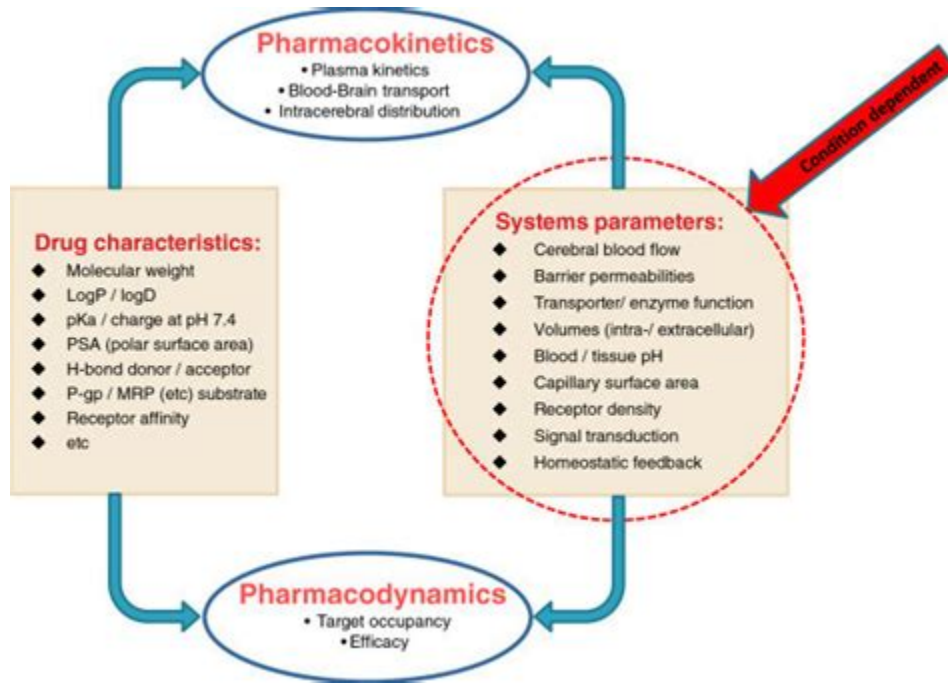 Pharmacokinetics
• Plasma kinetics
• Blood-Brain transport
• Intracerebral distribution
Condition dependent
Drug characteristics:
◆ Molecular weight
◆ LogP / logD
◆ pKa / charge at pH 7.4
◆ PSA (polar surface area)
◆ H-bond donor / acceptor
◆ P-gp / MRP (etc) substrate
◆ Receptor affinity
◆ etc
Systems parameters:
◆ Cerebral blood flow
◆ Barrier permeabilities
◆ Transporter/ enzyme function
◆ Volumes (intra-/ extracellular)
◆ Blood / tissue pH
◆ Capillary surface area
◆ Receptor density
◆ Signal transduction
◆ Homeostatic feedback
Pharmacodynamics
• Target occupancy
• Efficacy